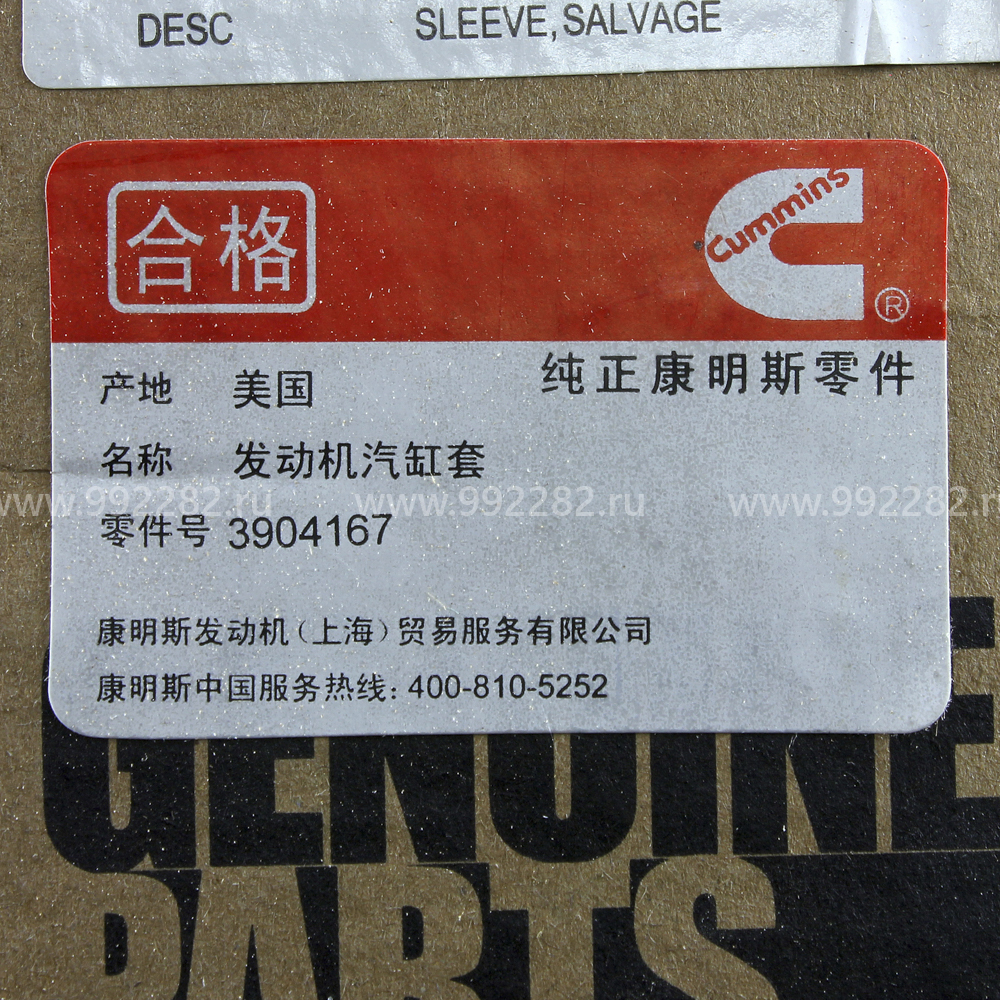 DESC SLEEVE,SALVAGE
合格
Cummins
®
纯正康明斯零件
产地 美国
名称 发动机汽缸套
www.992282.ru www.992282.ru www.992282.ru
零件号 3904167
康明斯发动机(上海)贸易服务有限公司
康明斯中国服务热线: 400-810-5252
GENUINE
PARTS